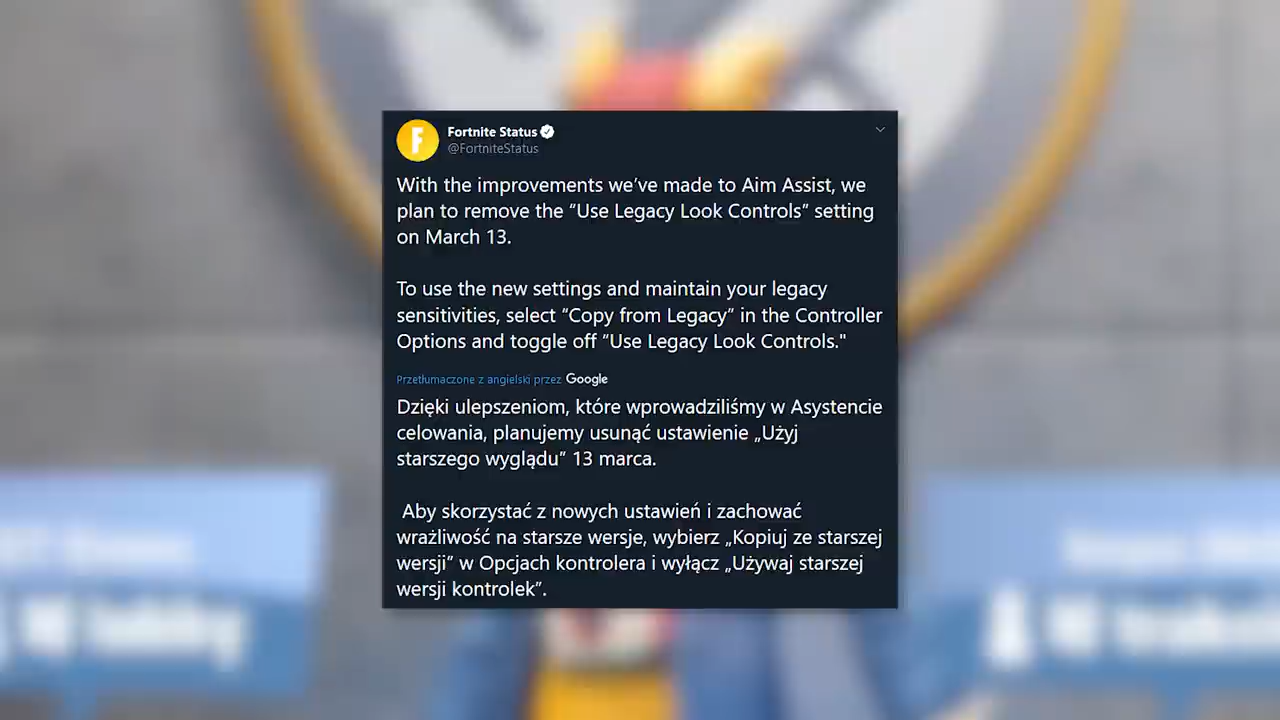 Fortnite Status
@FortniteStatus
With the improvements we've made to Aim Assist, we
plan to remove the “Use Legacy Look Controls” setting
on March 13.
To use the new settings and maintain your legacy
sensitivities, select “Copy from Legacy” in the Controller
Options and toggle off “Use Legacy Look Controls."
Przetłumaczone z angielski przez Google
Dzięki ulepszeniom, które wprowadziliśmy w Asystencie
celowania, planujemy usunąć ustawienie „Użyj
starszego wyglądu” 13 marca.
Aby skorzystać z nowych ustawień i zachować
wrażliwość na starsze wersje, wybierz „Kopiuj ze starszej
wersji” w Opcjach kontrolera i wyłącz „Używaj starszej
wersji kontrolek”.
W lobby